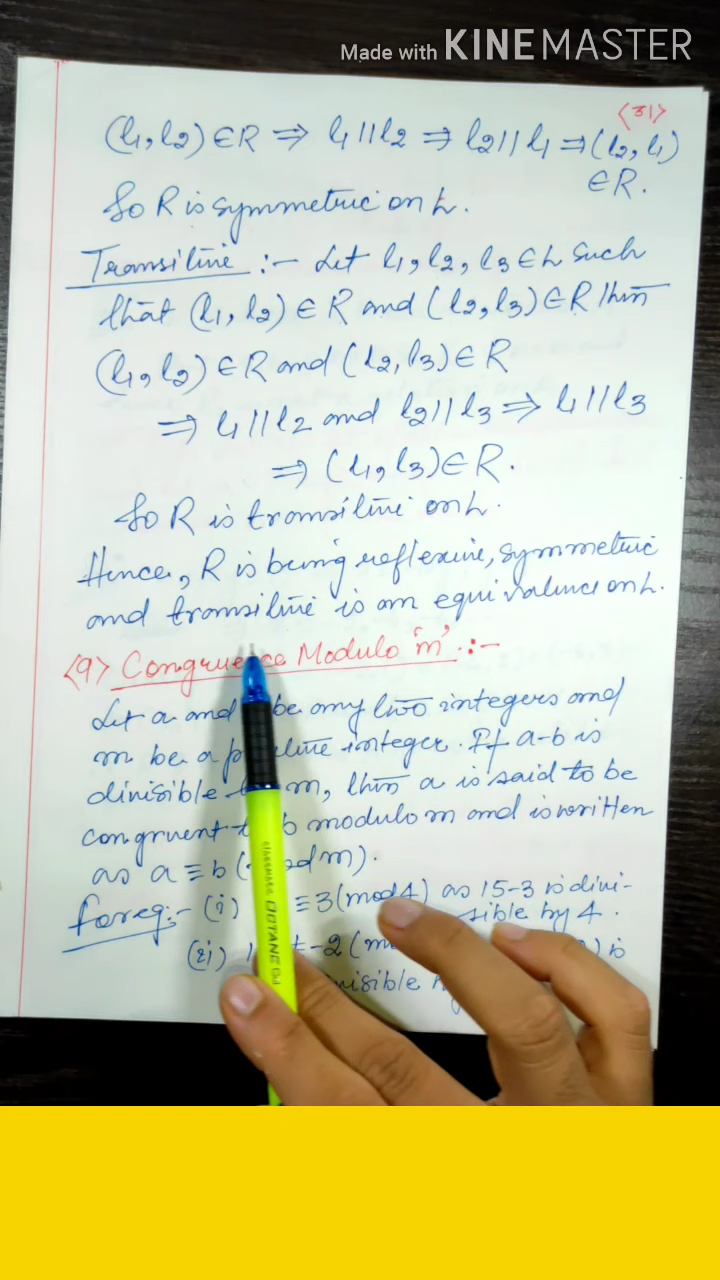 Made with KINEMASTER
<31>
(l1, l2) ∈ R ⇒ l1 || l2 ⇒ l2 || l1 ⇒ (l2, l1)
∈ R.
So R is symmetric on L.
Transitive :- Let l1, l2, l3 ∈ L such
that (l1, l2) ∈ R and (l2, l3) ∈ R then
(l1, l2) ∈ R and (l2, l3) ∈ R
⇒ l1 || l2 and l2 || l3 ⇒ l1 || l3
⇒ (l1, l3) ∈ R.
So R is transitive on L.
Hence, R is being reflexive, symmetric
and transitive is an equivalence on L.
<9> Congruence Modulo 'm' :-
Let a and be any two integers and
m be a integer. If a-b is
divisible m, then a is said to be
congruent b modulo m and is written
as a ≡ b ( m).
for eg:- (i) ≡ 3 (mod 4) as 15-3 is divi-
sible by 4.
(ii) -2 ( is
classmate OCTANE Gel